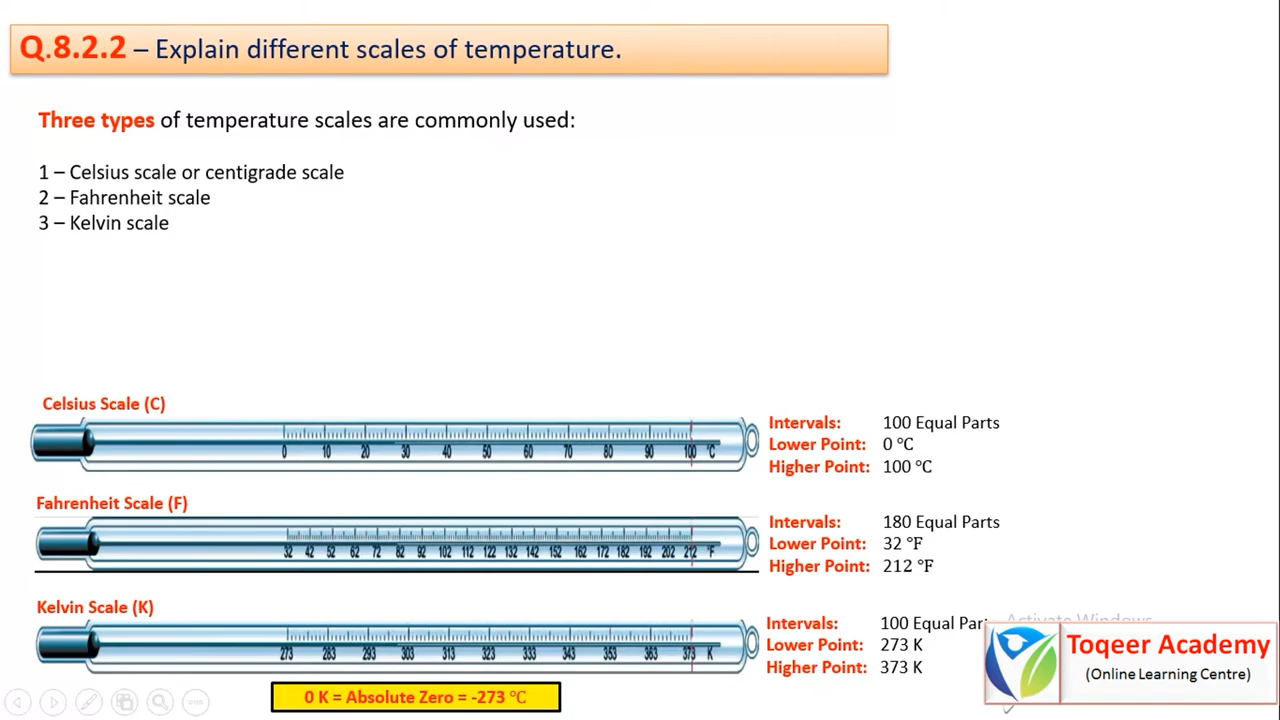 Q.8.2.2 – Explain different scales of temperature.
Three types of temperature scales are commonly used:
1 – Celsius scale or centigrade scale
2 – Fahrenheit scale
3 – Kelvin scale
Celsius Scale (C)
0 10 20 30 40 50 60 70 80 90 100 °C
Intervals: 100 Equal Parts
Lower Point: 0 °C
Higher Point: 100 °C
Fahrenheit Scale (F)
32 42 52 62 72 82 92 102 112 122 132 142 152 162 172 182 192 202 212 °F
Intervals: 180 Equal Parts
Lower Point: 32 °F
Higher Point: 212 °F
Kelvin Scale (K)
273 283 293 303 313 323 333 343 353 363 373 K
Intervals: 100 Equal
Lower Point: 273 K
Higher Point: 373 K
0 K = Absolute Zero = -273 °C
Activate Windows
Toqeer Academy
(Online Learning Centre)